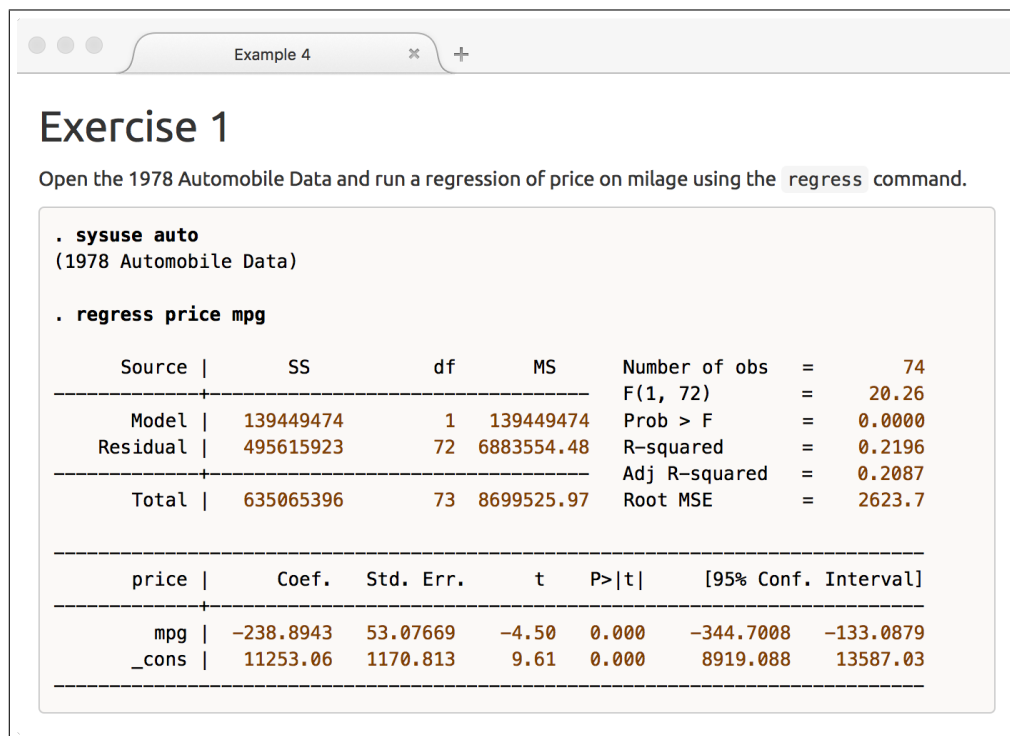 Example 4 × +
Exercise 1
Open the 1978 Automobile Data and run a regression of price on milage using the regress command.
. sysuse auto
(1978 Automobile Data)
. regress price mpg
Source | SS df MS Number of obs = 74
-------------+---------------------------------- F(1, 72) = 20.26
Model | 139449474 1 139449474 Prob > F = 0.0000
Residual | 495615923 72 6883554.48 R-squared = 0.2196
-------------+---------------------------------- Adj R-squared = 0.2087
Total | 635065396 73 8699525.97 Root MSE = 2623.7
------------------------------------------------------------------------------
price | Coef. Std. Err. t P>|t| [95% Conf. Interval]
-------------+----------------------------------------------------------------
mpg | -238.8943 53.07669 -4.50 0.000 -344.7008 -133.0879
_cons | 11253.06 1170.813 9.61 0.000 8919.088 13587.03
------------------------------------------------------------------------------